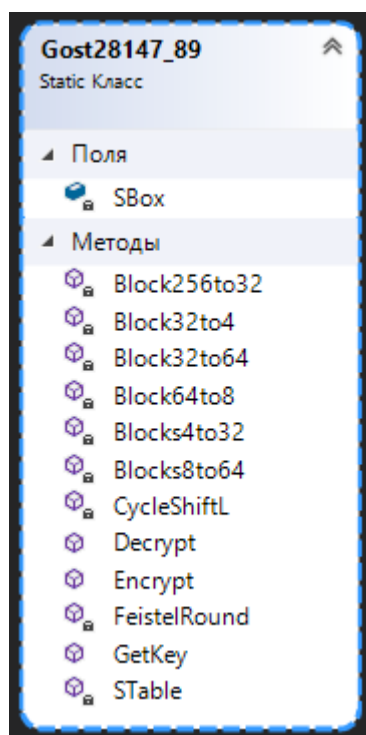 Gost28147_89
Static Класс
Поля
SBox
Методы
Block256to32
Block32to4
Block32to64
Block64to8
Blocks4to32
Blocks8to64
CycleShiftL
Decrypt
Encrypt
FeistelRound
GetKey
STable